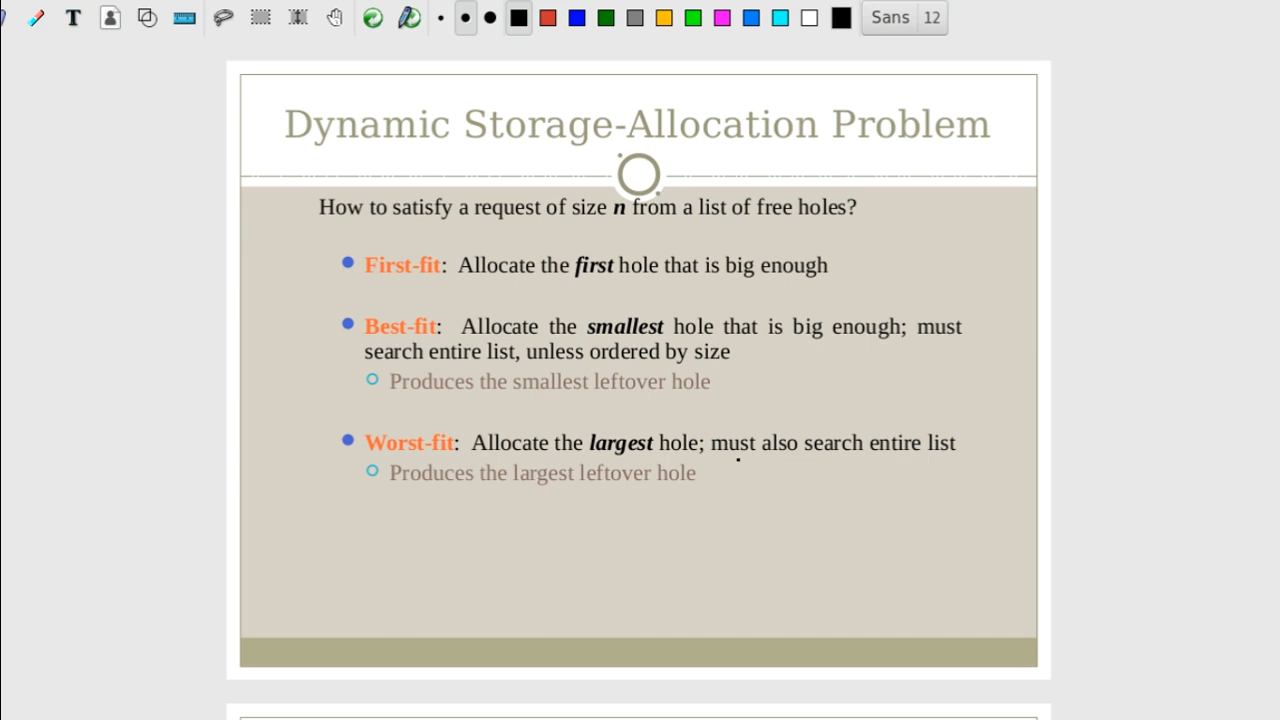 T
Sans 12
Dynamic Storage-Allocation Problem
How to satisfy a request of size n from a list of free holes?
First-fit: Allocate the first hole that is big enough
Best-fit: Allocate the smallest hole that is big enough; must
search entire list, unless ordered by size
Produces the smallest leftover hole
Worst-fit: Allocate the largest hole; must also search entire list
Produces the largest leftover hole